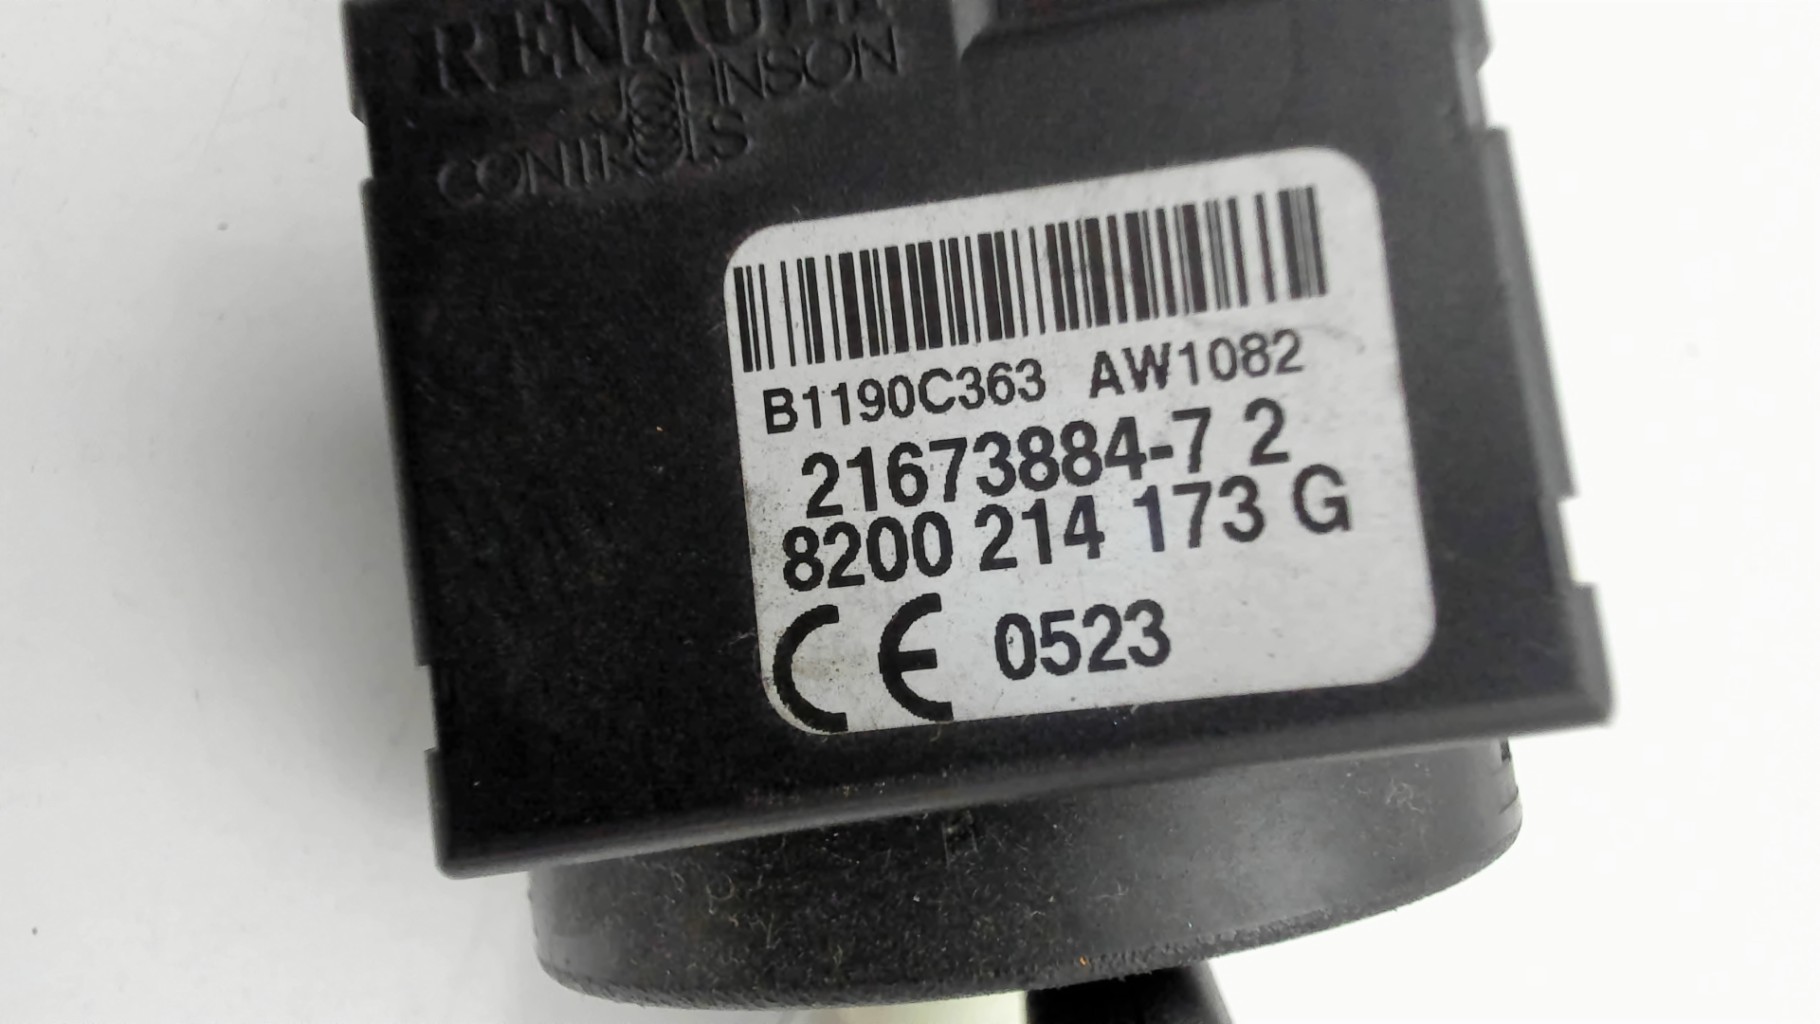 RENAULT
JOHNSON
CONTROLS
B1190C363 AW1082
21673884-7 2
8200 214 173 G
CE 0523